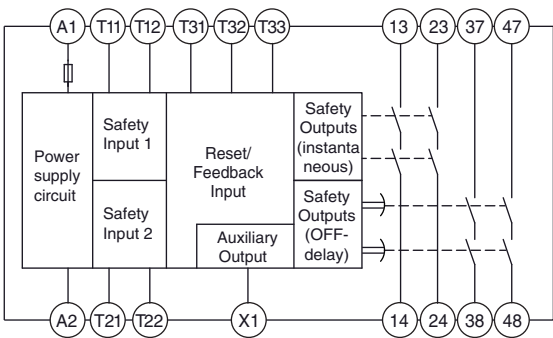 A1 T11 T12 T31 T32 T33 13 23 37 47
Power
supply
circuit
Safety
Input 1
Safety
Input 2
Reset/
Feedback
Input
Auxiliary
Output
Safety
Outputs
(instanta
neous)
Safety
Outputs
(OFF-
delay)
A2 T21 T22 X1 14 24 38 48